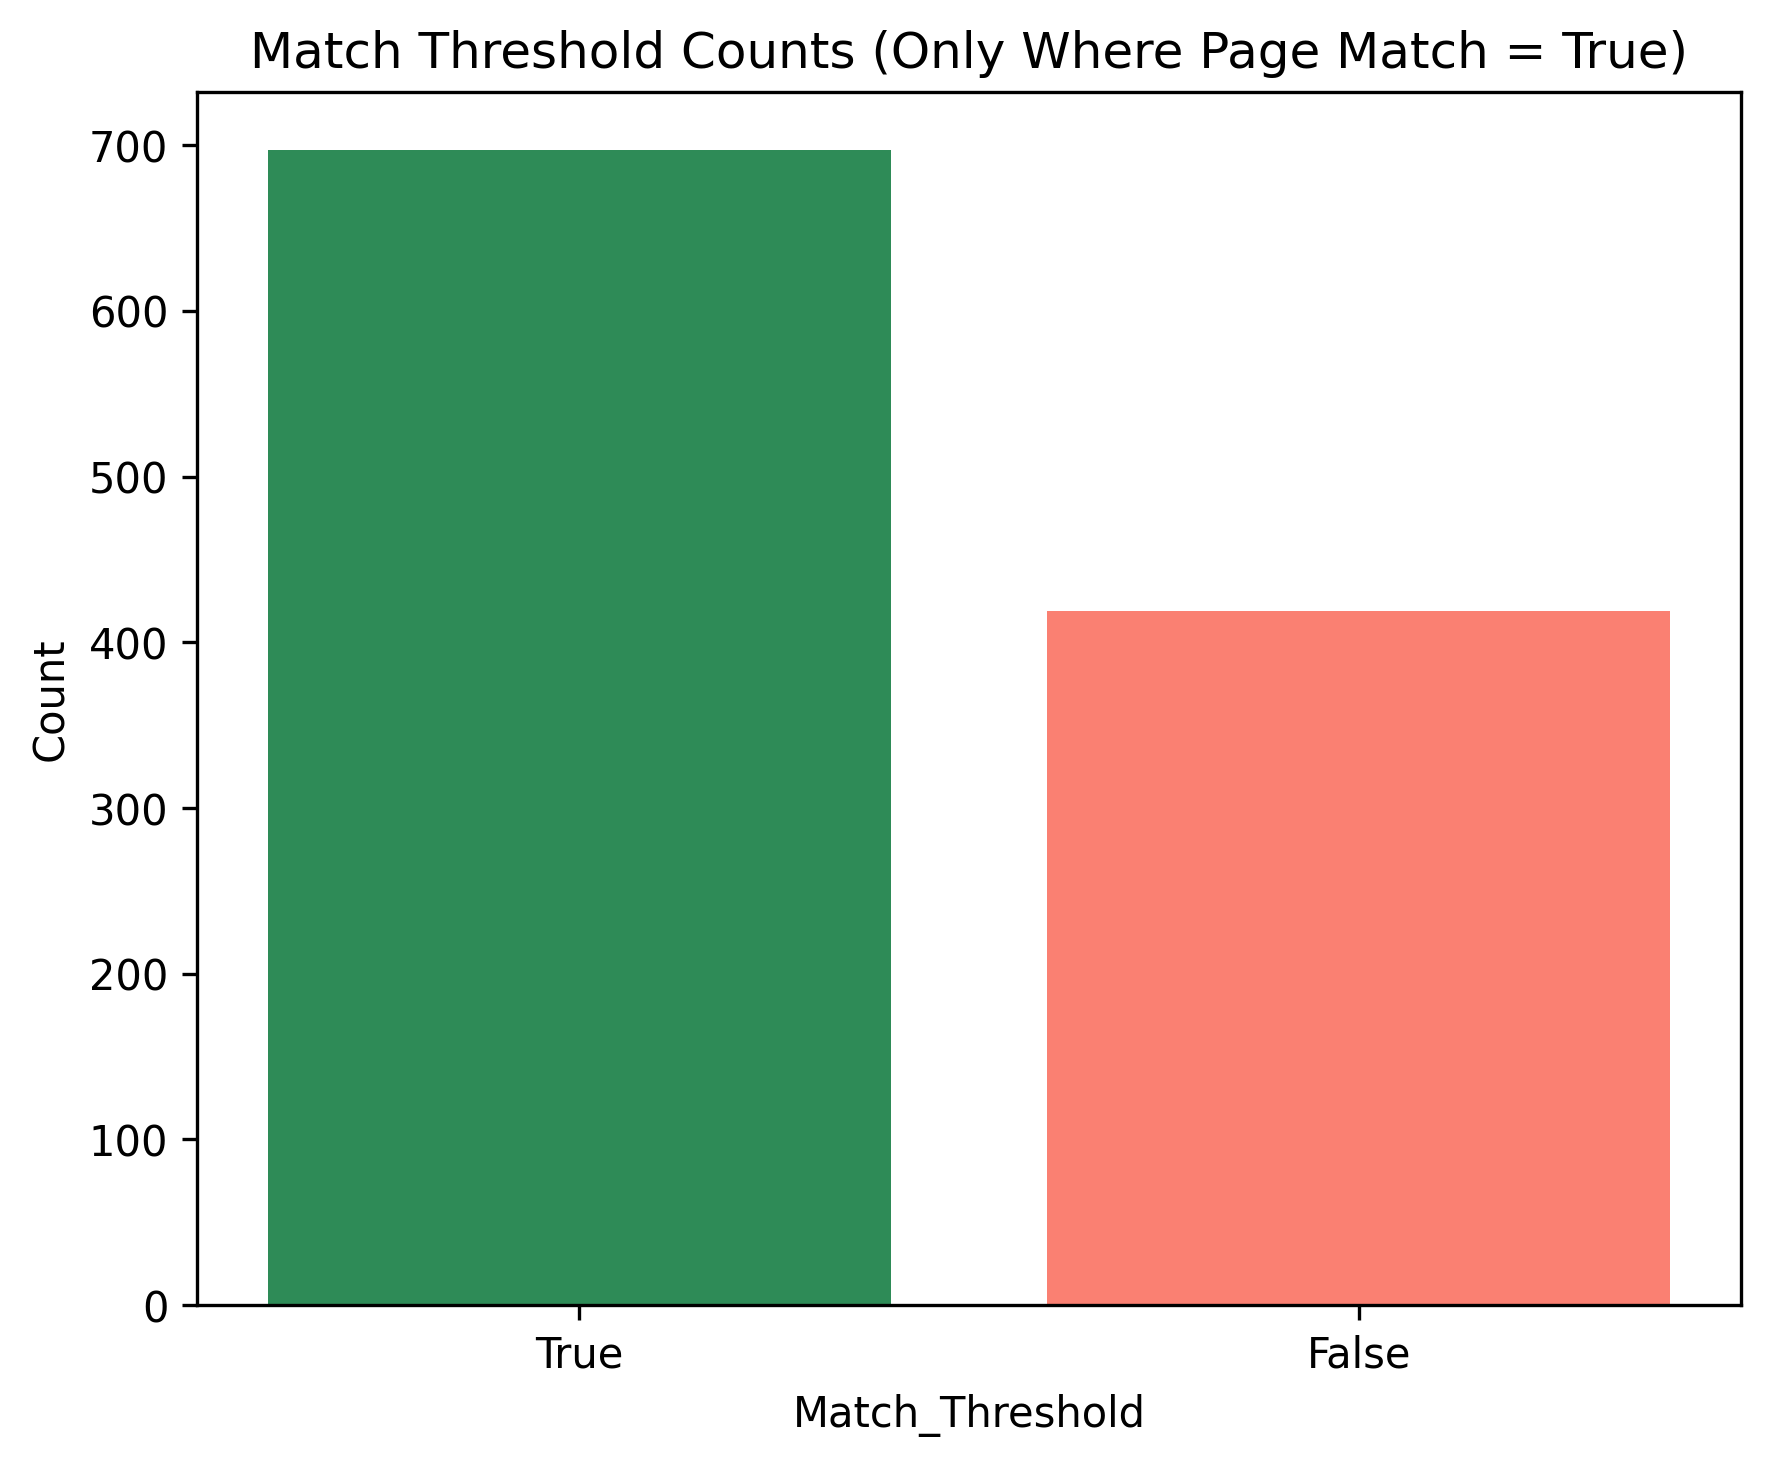 Match Threshold Counts (Only Where Page Match = True)
700
600
500
400
300
200
100
0
Count
True
False
Match_Threshold